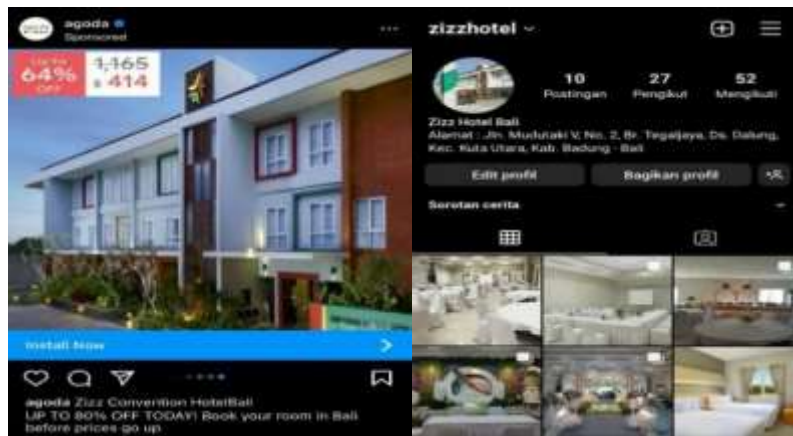 agoda
Sponsored
UP TO
64%
OFF
1,165
414
Install Now
agoda Zizz Convention HotelBali
UP TO 80% OFF TODAY! Book your room in Bali
before prices go up
zizzhotel
10
27
52
Postingan
Pengikut
Mengikuti
Zizz Hotel Bali
Alamat : Jln. Mudutaki V, No. 2, Br. Tegaljaya, Ds. Dalung,
Kec. Kuta Utara, Kab. Badung - Bali
Edit profil
Bagikan profil
Sorotan cerita